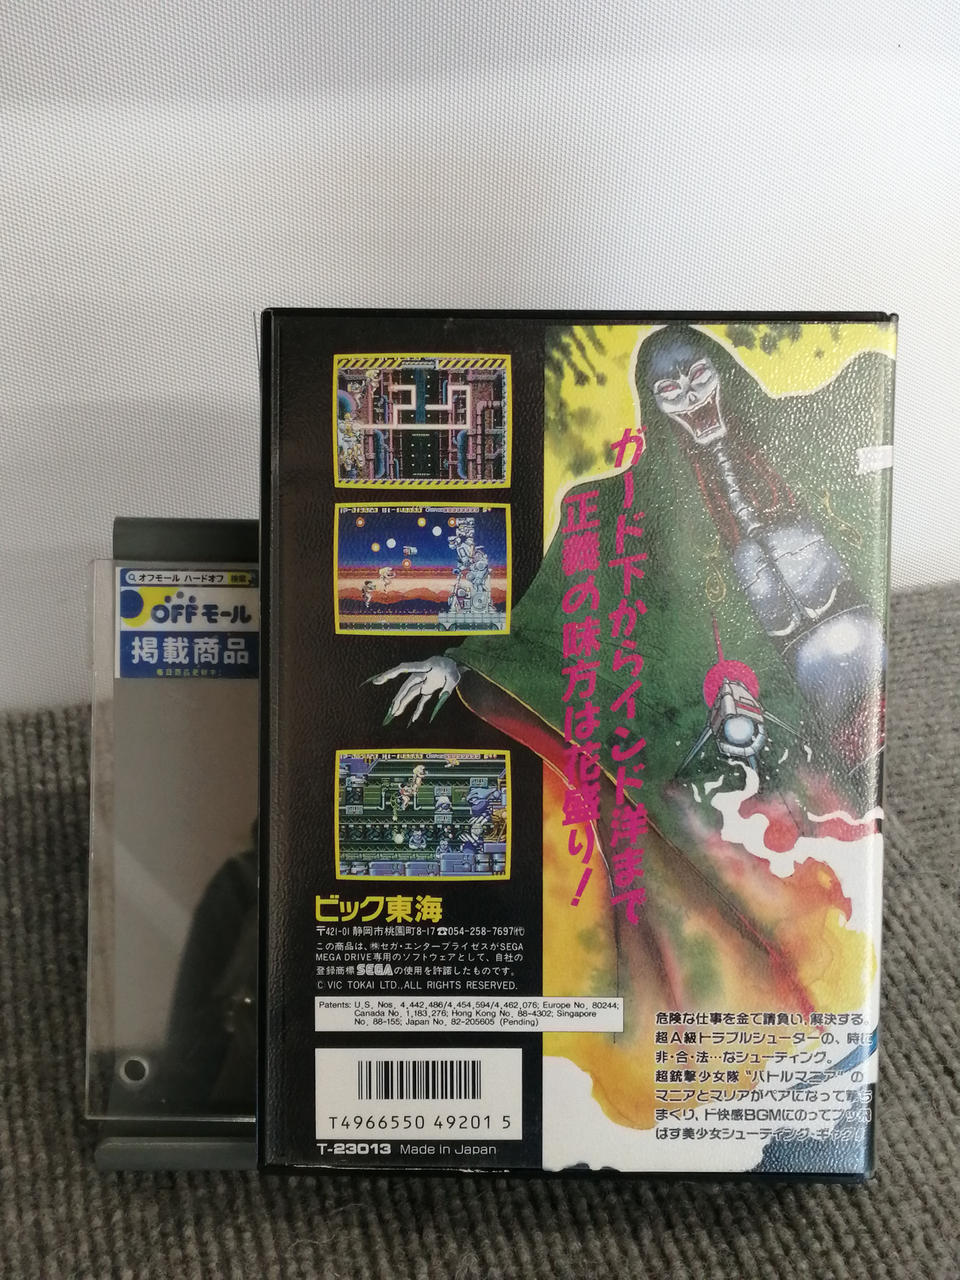 オフモール ハードオフ 検索
OFFモール
掲載商品
ガード下からインド洋まで
正義の味方は花盛り!
ビック東海
〒421-01 静岡市桃園町8-17☎054-258-7697㈹
この商品は、㈱セガ・エンタープライゼスがSEGA
MEGA DRIVE専用のソフトウェアとして、自社の
登録商標SEGAの使用を許諾したものです。
© VIC TOKAI LTD., ALL RIGHTS RESERVED.
Patents: U.S. Nos. 4,442,486/4,454,594/4,462,076; Europe No. 80244;
Canada No. 1,183,276; Hong Kong No. 88-4302; Singapore
No. 88-155; Japan No. 82-205605 (Pending)
T4966550 49201 5
T-23013 Made in Japan
危険な仕事を金で請負い、解決する。
超A級トラブルシューターの、時に
非・合・法…なシューティング。
超銃撃少女隊“バトルマニア”の
マニアとマリアがペアになって撃ち
まくり、ド快感BGMにのってブッ飛
ばす美少女シューティング・ギャグ!